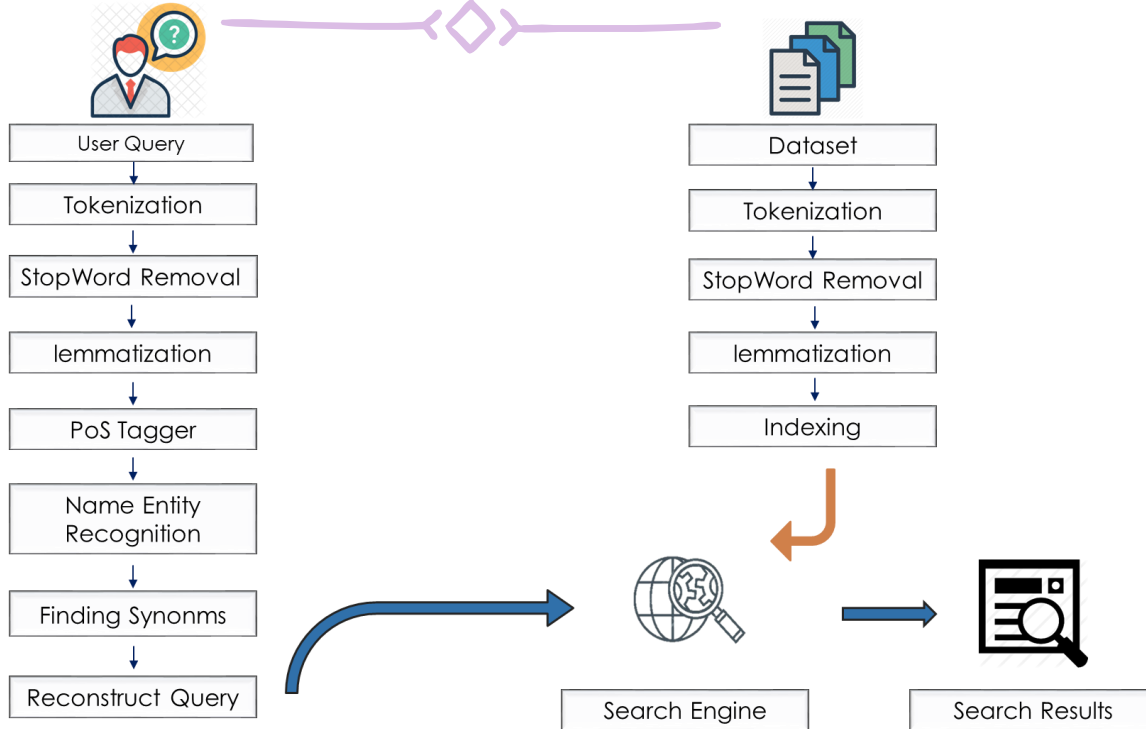 ?
User Query
Tokenization
StopWord Removal
lemmatization
PoS Tagger
Name Entity
Recognition
Finding Synonms
Reconstruct Query
Dataset
Tokenization
StopWord Removal
lemmatization
Indexing
Search Engine
Search Results